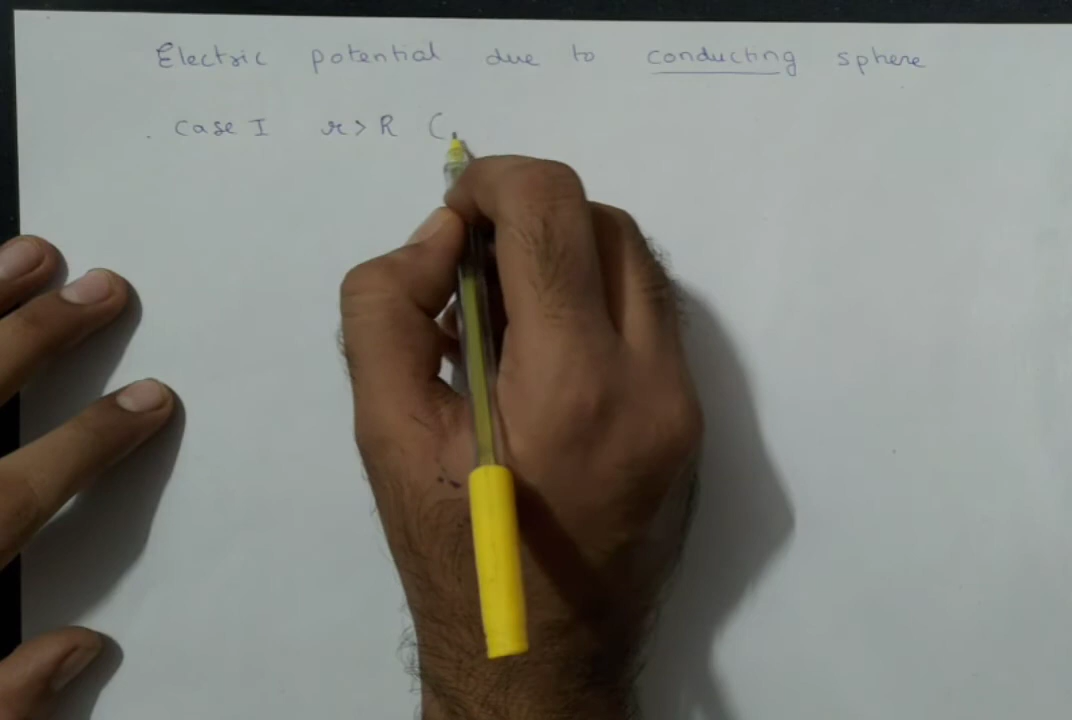 Electric potential due to conducting sphere
. Case I r > R (